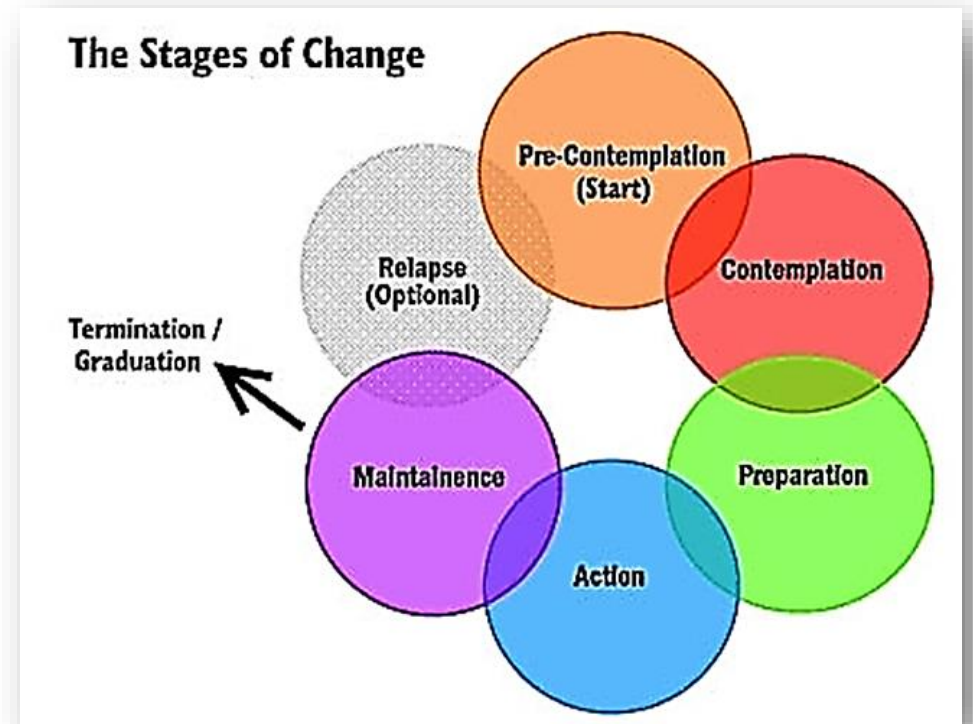 The Stages of Change
Pre-Contemplation
(Start)
Contemplation
Preparation
Action
Maintainence
Relapse
(Optional)
Termination /
Graduation